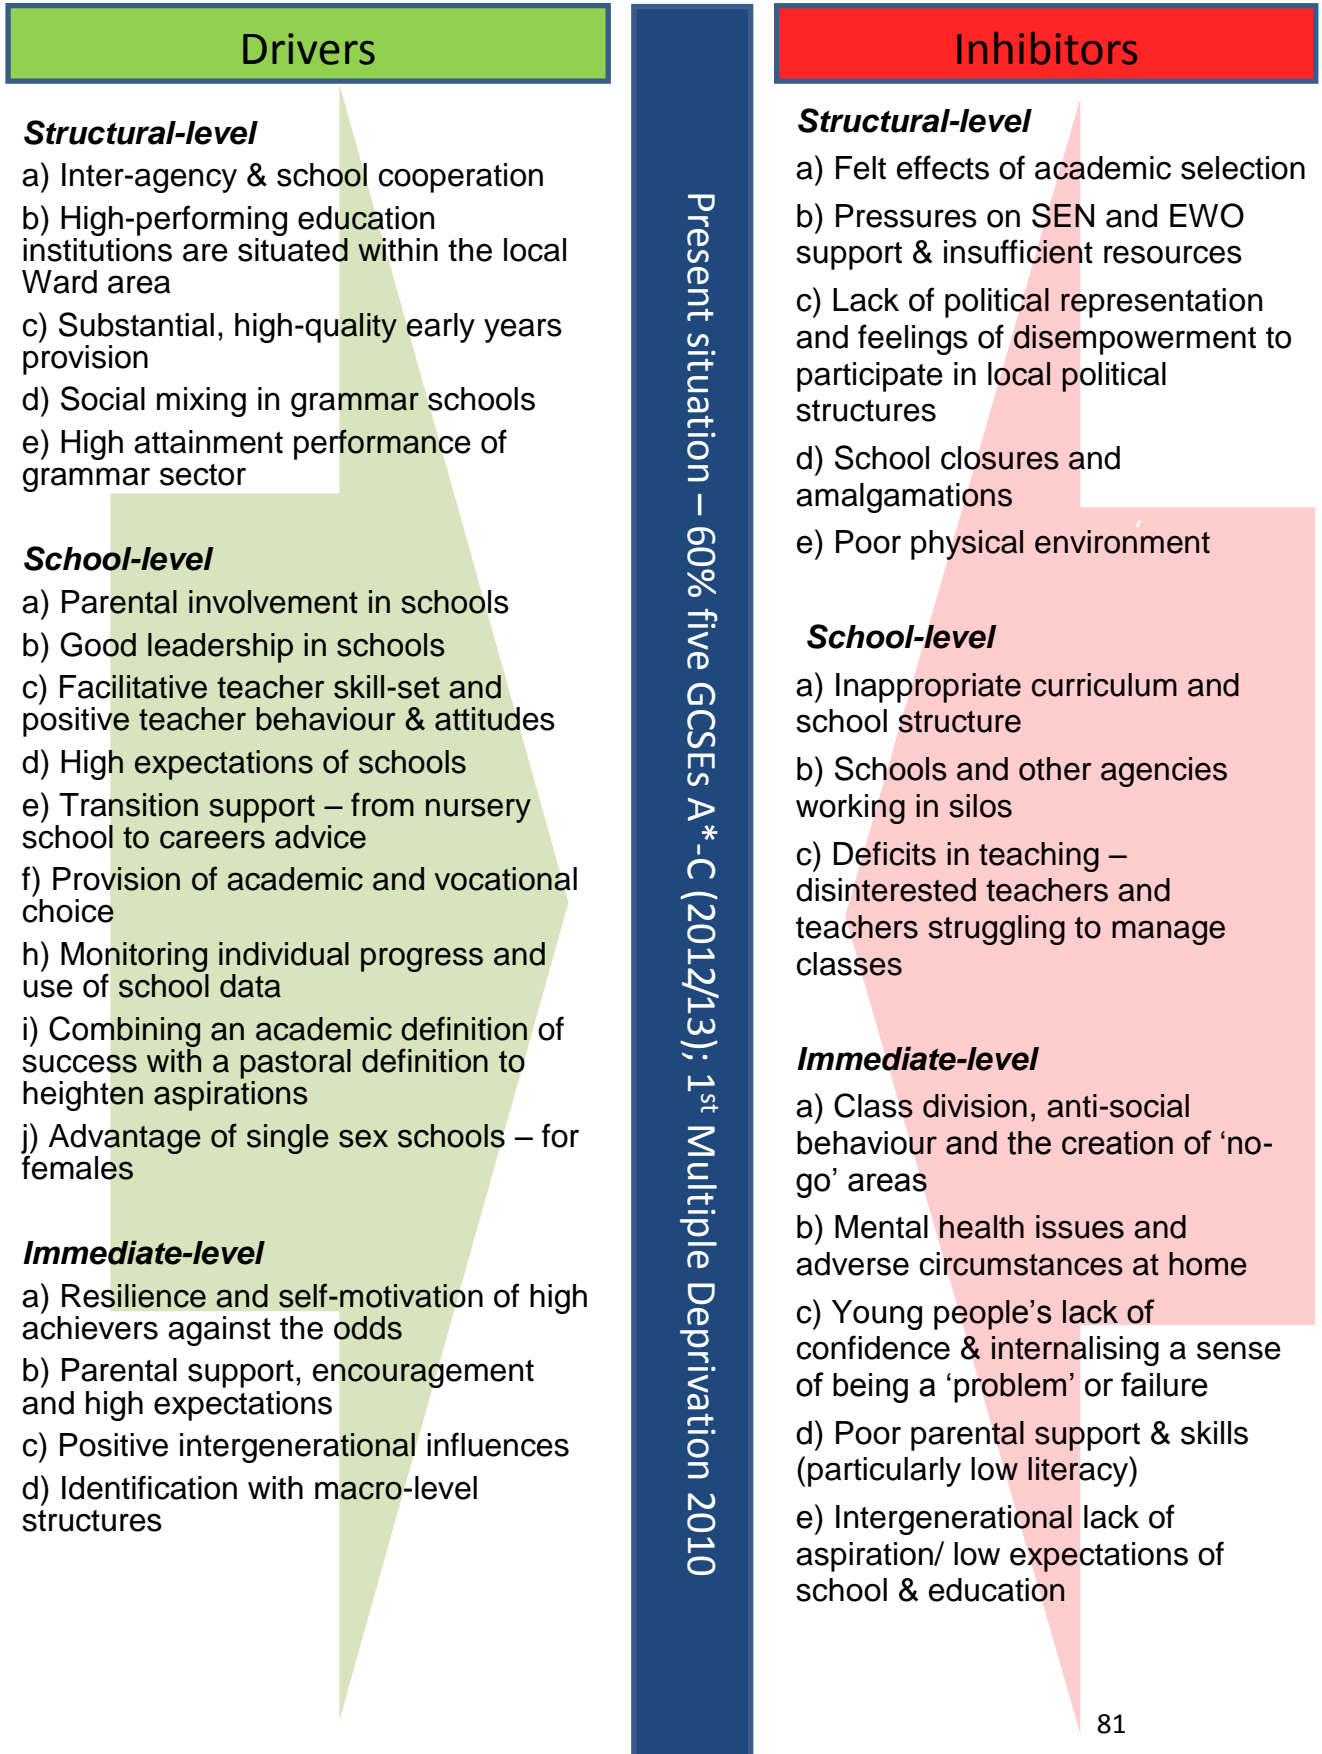 Drivers
Structural-level
a) Inter-agency & school cooperation
b) High-performing education
institutions are situated within the local
Ward area
c) Substantial, high-quality early years
provision
d) Social mixing in grammar schools
e) High attainment performance of
grammar sector
School-level
a) Parental involvement in schools
b) Good leadership in schools
c) Facilitative teacher skill-set and
positive teacher behaviour & attitudes
d) High expectations of schools
e) Transition support – from nursery
school to careers advice
f) Provision of academic and vocational
choice
h) Monitoring individual progress and
use of school data
i) Combining an academic definition of
success with a pastoral definition to
heighten aspirations
j) Advantage of single sex schools – for
females
Immediate-level
a) Resilience and self-motivation of high
achievers against the odds
b) Parental support, encouragement
and high expectations
c) Positive intergenerational influences
d) Identification with macro-level
structures
Present situation – 60% five GCSEs A*-C (2012/13); 1st Multiple Deprivation 2010
Inhibitors
Structural-level
a) Felt effects of academic selection
b) Pressures on SEN and EWO
support & insufficient resources
c) Lack of political representation
and feelings of disempowerment to
participate in local political
structures
d) School closures and
amalgamations
e) Poor physical environment
School-level
a) Inappropriate curriculum and
school structure
b) Schools and other agencies
working in silos
c) Deficits in teaching –
disinterested teachers and
teachers struggling to manage
classes
Immediate-level
a) Class division, anti-social
behaviour and the creation of ‘no-
go’ areas
b) Mental health issues and
adverse circumstances at home
c) Young people’s lack of
confidence & internalising a sense
of being a ‘problem’ or failure
d) Poor parental support & skills
(particularly low literacy)
e) Intergenerational lack of
aspiration/ low expectations of
school & education
81